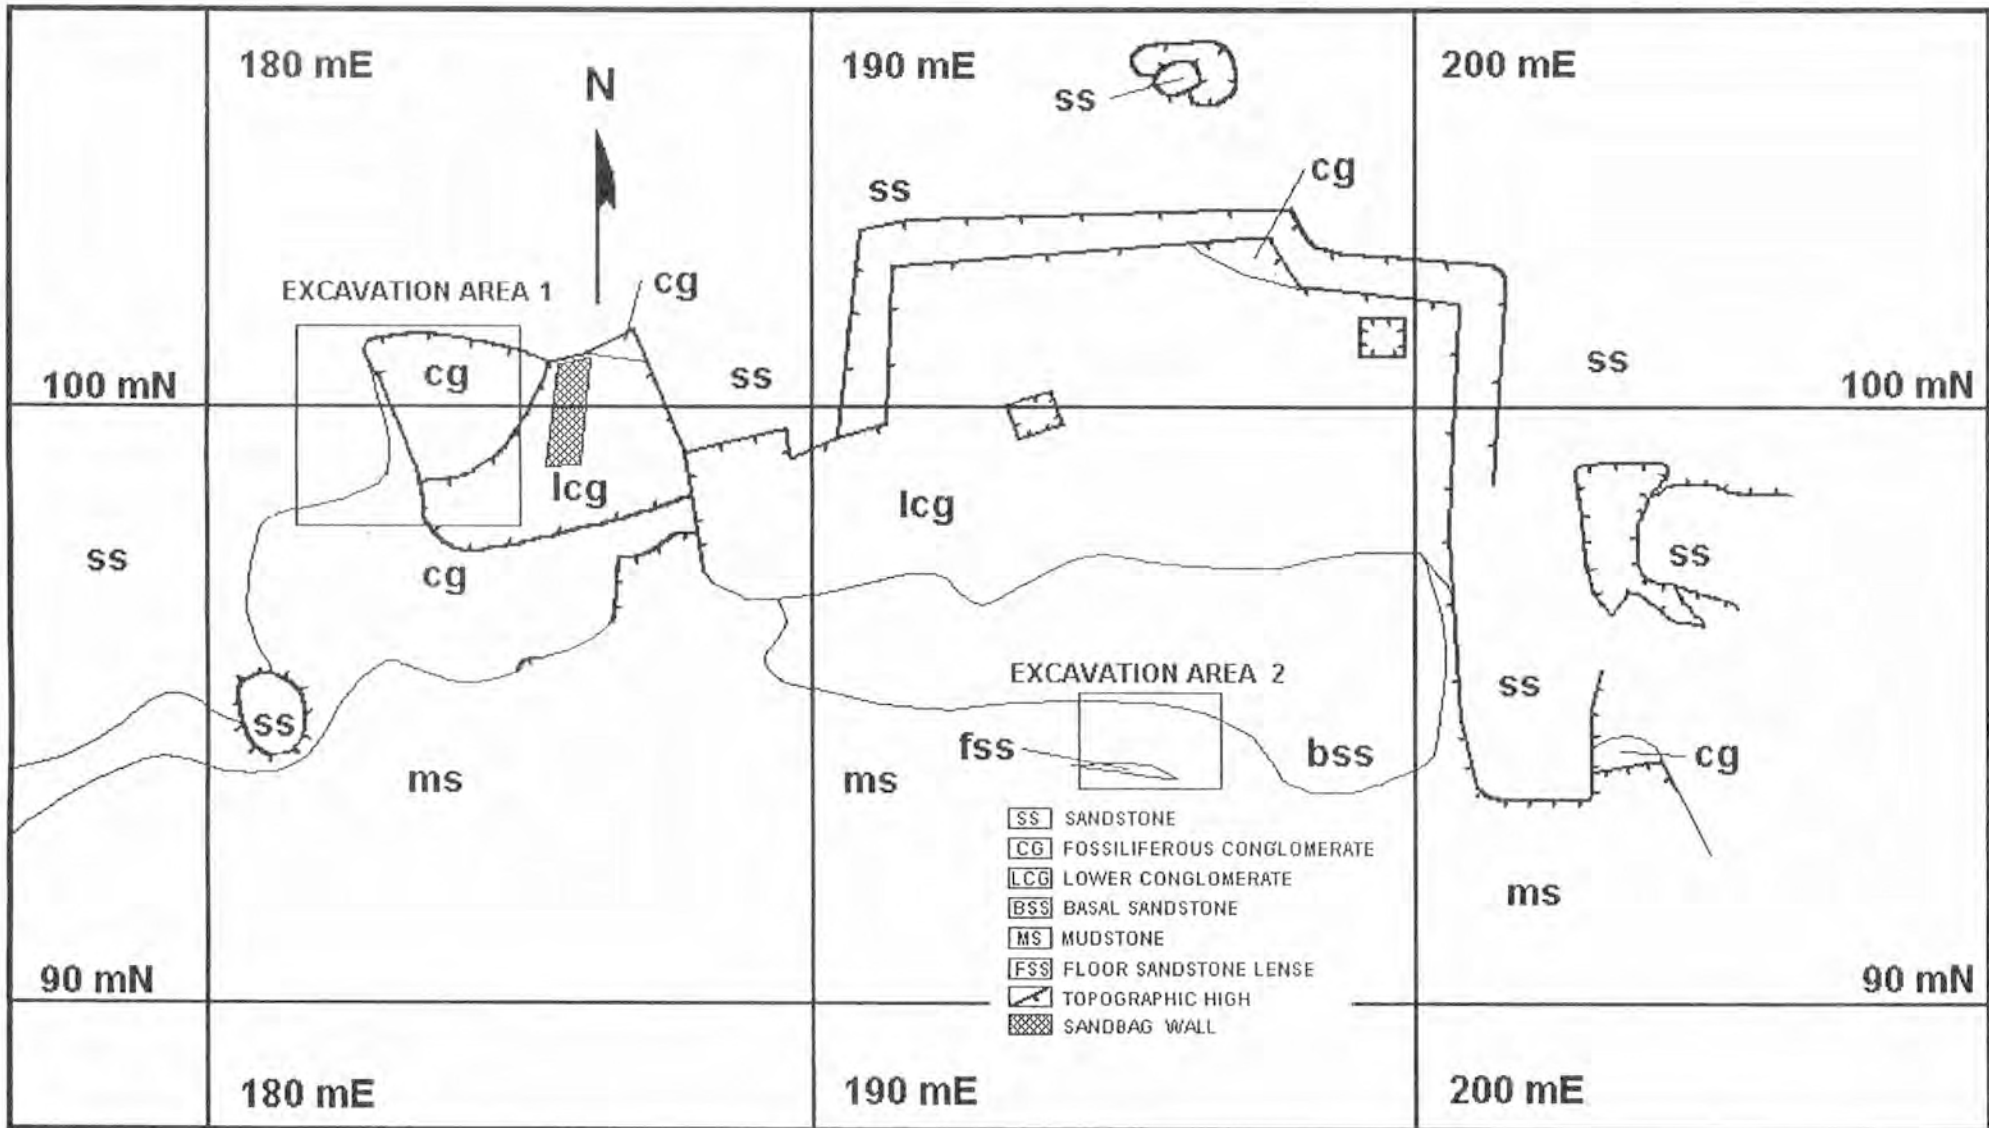 180 mE
190 mE
200 mE
N
ss
cg
ss
cg
EXCAVATION AREA 1
cg
ss
ss
100 mN
100 mN
lcg
lcg
ss
ss
cg
EXCAVATION AREA 2
ss
ss
fss
bss
cg
ms
ms
SS SANDSTONE
CG FOSSILIFEROUS CONGLOMERATE
LCG LOWER CONGLOMERATE
BSS BASAL SANDSTONE
MS MUDSTONE
FSS FLOOR SANDSTONE LENSE
TOPOGRAPHIC HIGH
SANDBAG WALL
ms
90 mN
90 mN
180 mE
190 mE
200 mE